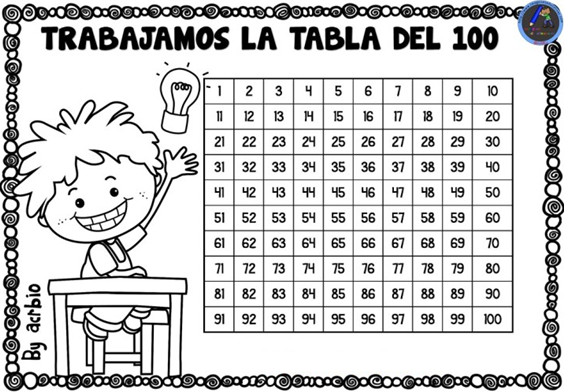 TRABAJAMOS LA TABLA DEL 100
1 2 3 4 5 6 7 8 9 10
11 12 13 14 15 16 17 18 19 20
21 22 23 24 25 26 27 28 29 30
31 32 33 34 35 36 37 38 39 40
41 42 43 44 45 46 47 48 49 50
51 52 53 54 55 56 57 58 59 60
61 62 63 64 65 66 67 68 69 70
71 72 73 74 75 76 77 78 79 80
81 82 83 84 85 86 87 88 89 90
91 92 93 94 95 96 97 98 99 100
By acrbio